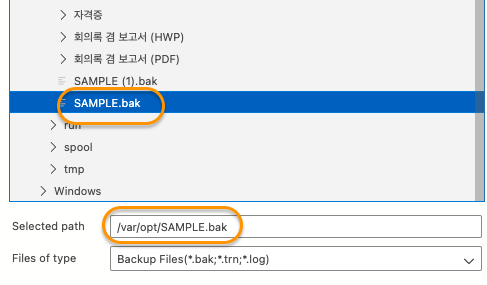 자격증
회의록 겸 보고서 (HWP)
회의록 겸 보고서 (PDF)
SAMPLE (1).bak
SAMPLE.bak
run
spool
tmp
Windows
Selected path /var/opt/SAMPLE.bak
Files of type Backup Files(*.bak;*.trn;*.log)